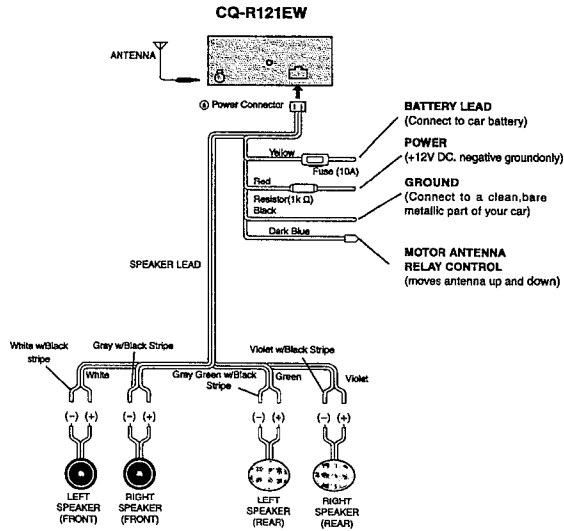 CQ-R121EW
ANTENNA
⑥ Power Connector
BATTERY LEAD
(Connect to car battery)
Yellow
Fuse (10A)
POWER
(+12V DC. negative groundonly)
Red
Resistor(1k Ω)
GROUND
(Connect to a clean,bare
metallic part of your car)
Black
Dark Blue
MOTOR ANTENNA
RELAY CONTROL
(moves antenna up and down)
SPEAKER LEAD
White w/Black
stripe
White
Gray w/Black Stripe
Gray
Green w/Black
Stripe
Green
Violet w/Black Stripe
Violet
(-) (+) (-) (+) (-) (+) (-) (+)
LEFT
SPEAKER
(FRONT)
RIGHT
SPEAKER
(FRONT)
LEFT
SPEAKER
(REAR)
RIGHT
SPEAKER
(REAR)